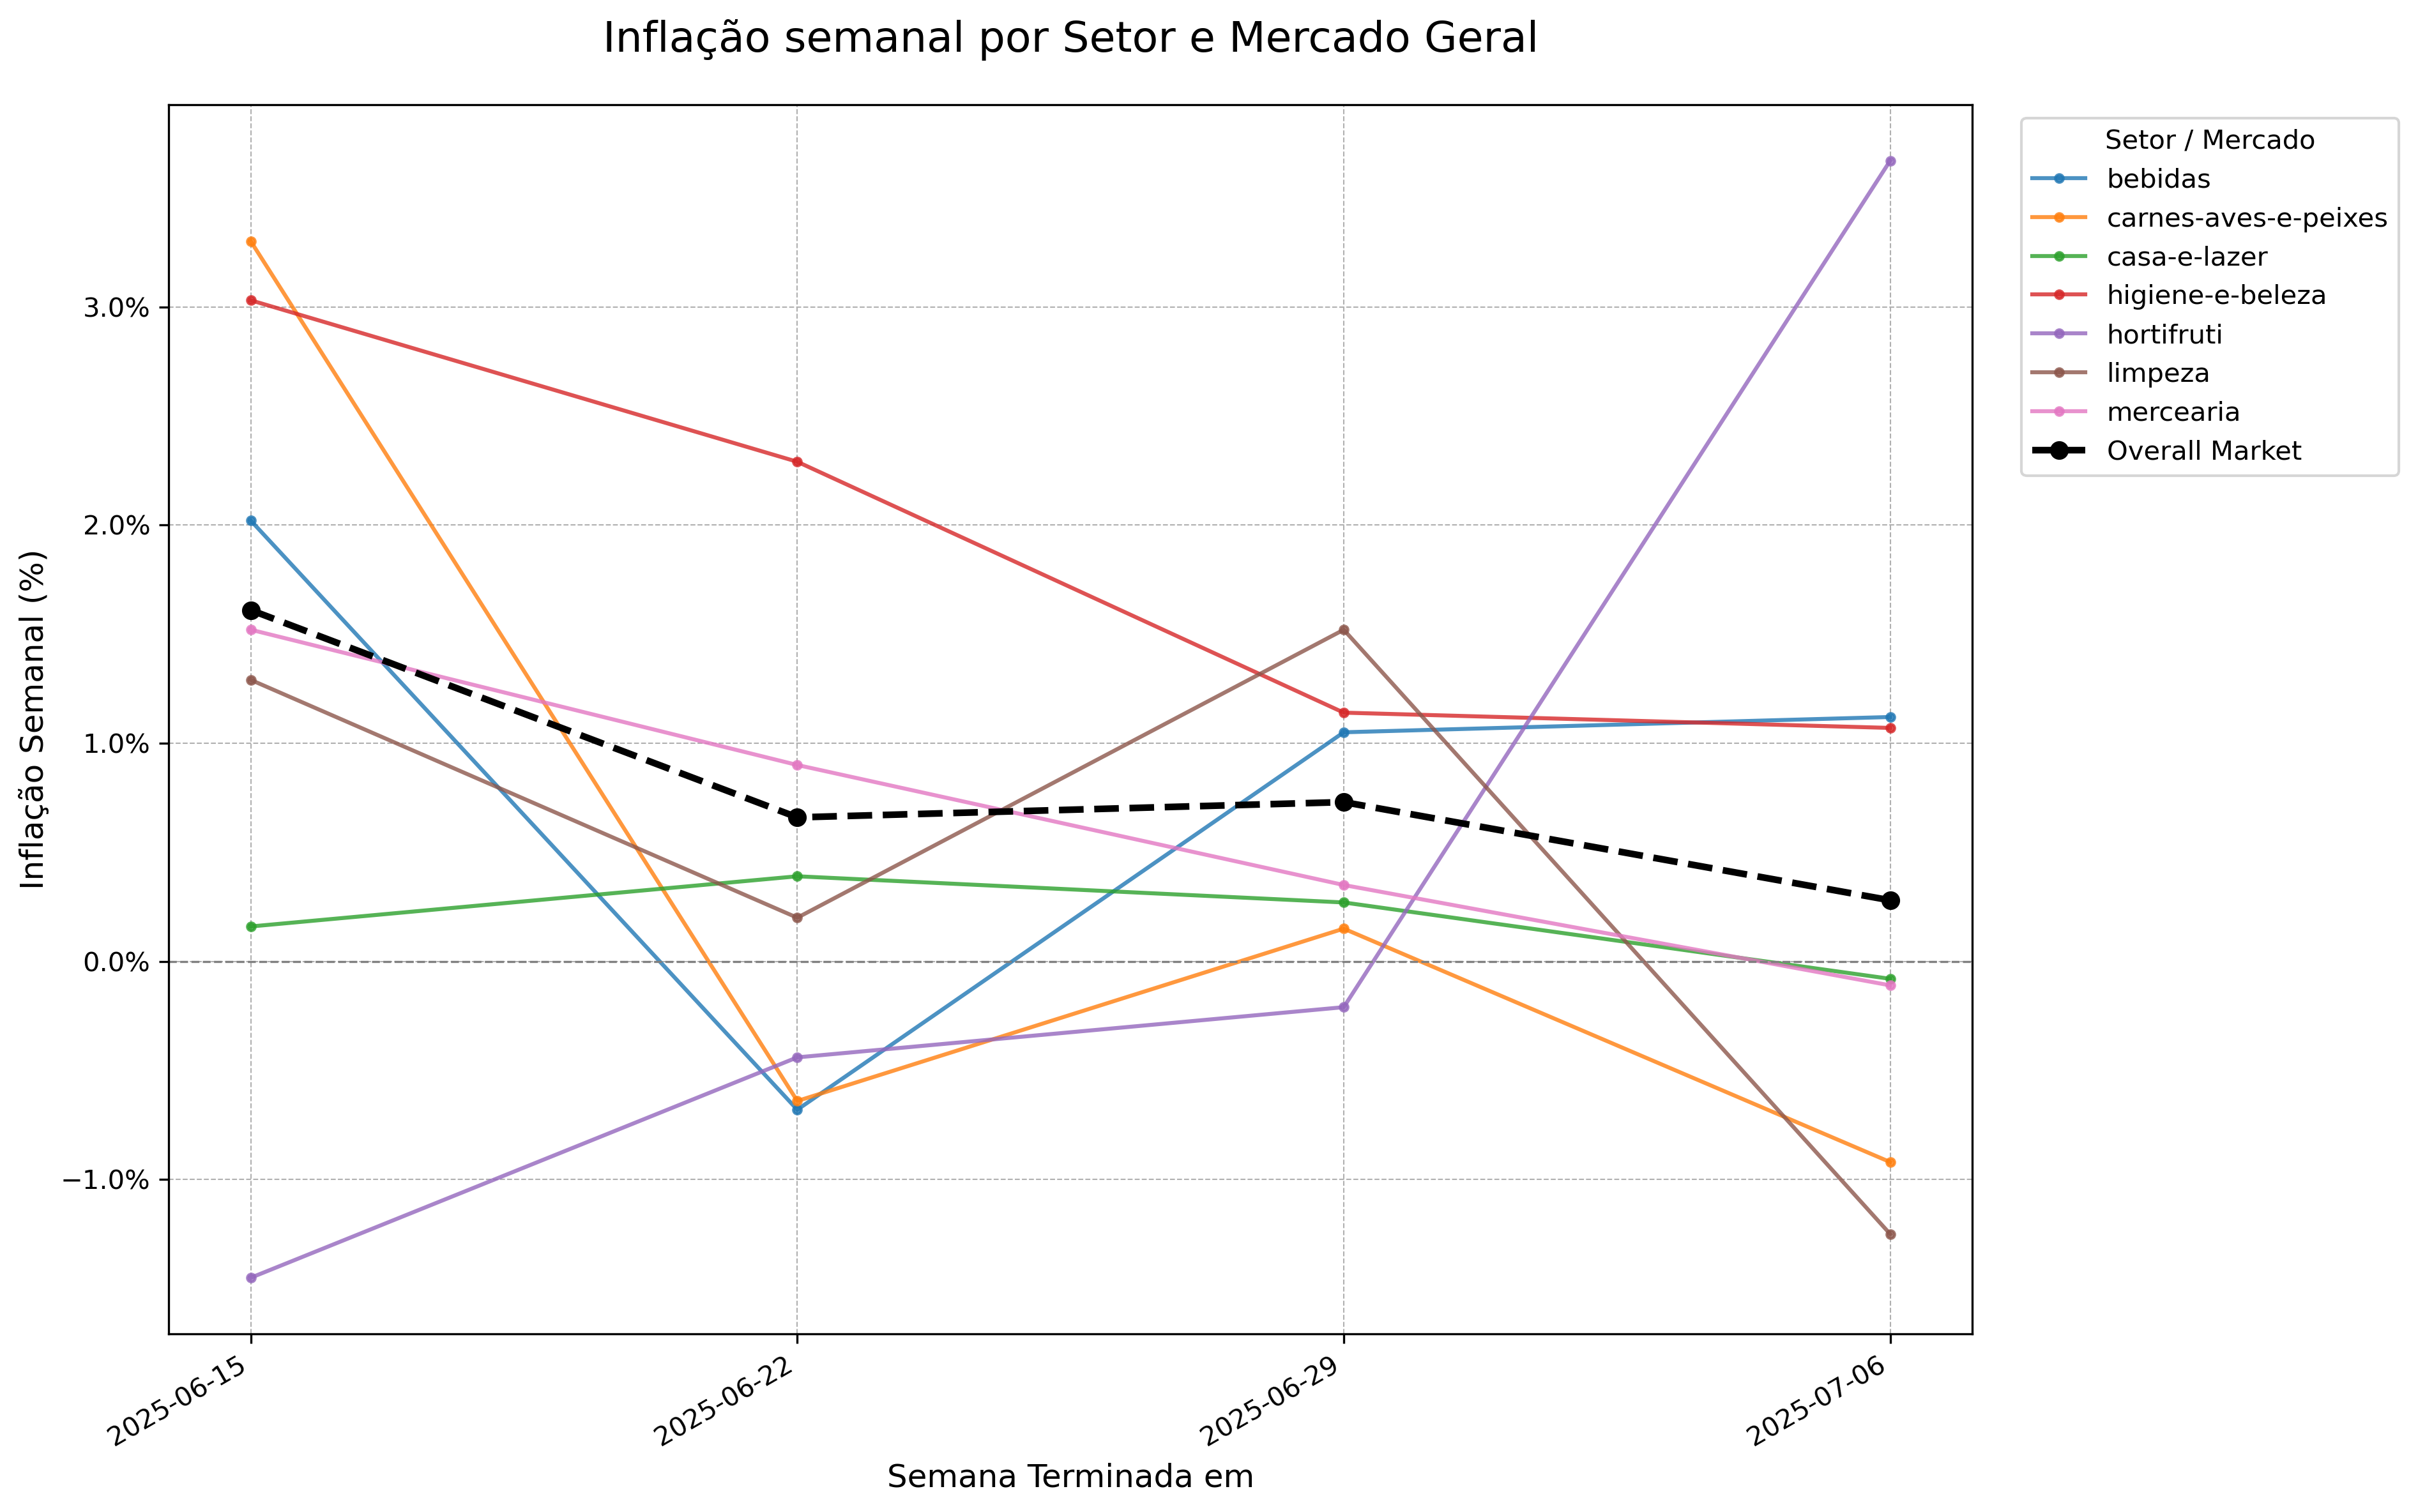 Inflação semanal por Setor e Mercado Geral
Setor / Mercado
bebidas
carnes-aves-e-peixes
casa-e-lazer
higiene-e-beleza
hortifruti
limpeza
mercearia
Overall Market
Inflação Semanal (%)
3.0%
2.0%
1.0%
0.0%
−1.0%
2025-06-15
2025-06-22
2025-06-29
2025-07-06
Semana Terminada em